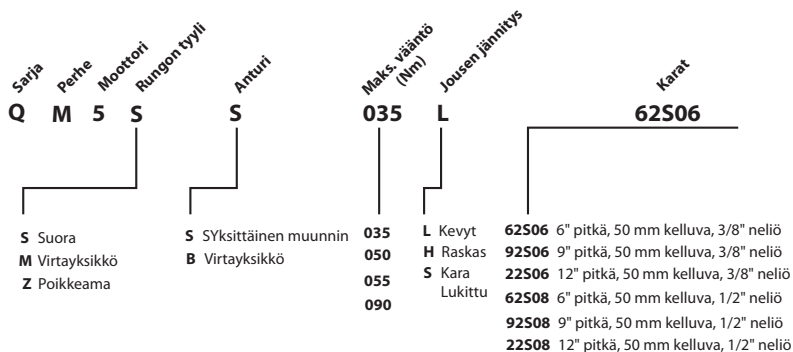 Sarja
Perhe
Moottori
Rungon tyyli
Anturi
Maks. vääntö
(Nm)
Jousen jännitys
Karat
Q M 5 S S 035 L 62S06
S Suora
M Virtayksikkö
Z Poikkeama
S SYksittäinen muunnin
B Virtayksikkö
035
050
055
090
L Kevyt
H Raskas
S Kara
Lukittu
62S06 6" pitkä, 50 mm kelluva, 3/8" neliö
92S06 9" pitkä, 50 mm kelluva, 3/8" neliö
22S06 12" pitkä, 50 mm kelluva, 3/8" neliö
62S08 6" pitkä, 50 mm kelluva, 1/2" neliö
92S08 9" pitkä, 50 mm kelluva, 1/2" neliö
22S08 12" pitkä, 50 mm kelluva, 1/2" neliö